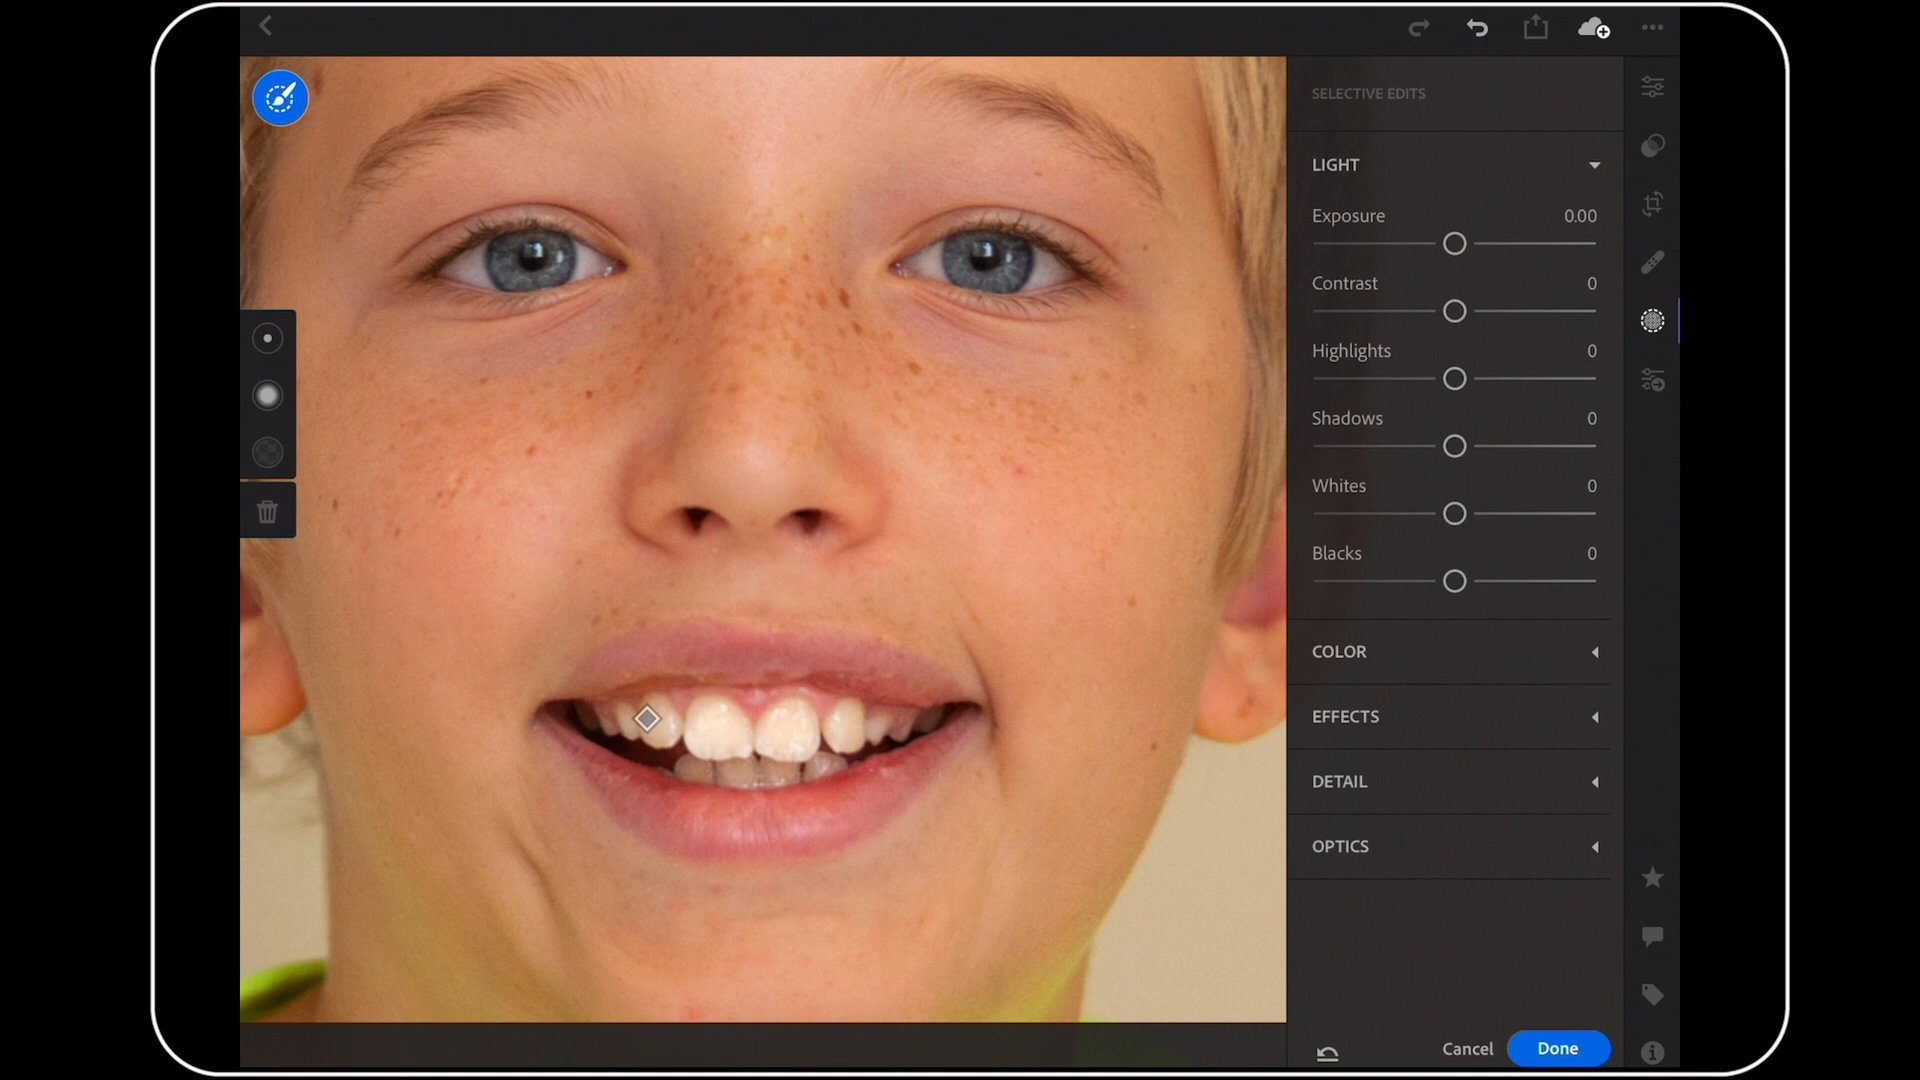 SELECTIVE EDITS
LIGHT
Exposure 0.00
Contrast 0
Highlights 0
Shadows 0
Whites 0
Blacks 0
COLOR
EFFECTS
DETAIL
OPTICS
Cancel Done